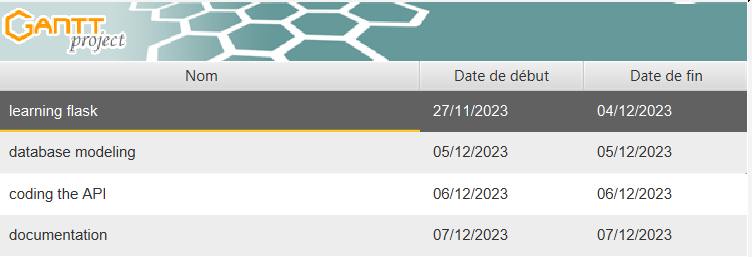 GANTT
project
Nom Date de début Date de fin
learning flask 27/11/2023 04/12/2023
database modeling 05/12/2023 05/12/2023
coding the API 06/12/2023 06/12/2023
documentation 07/12/2023 07/12/2023